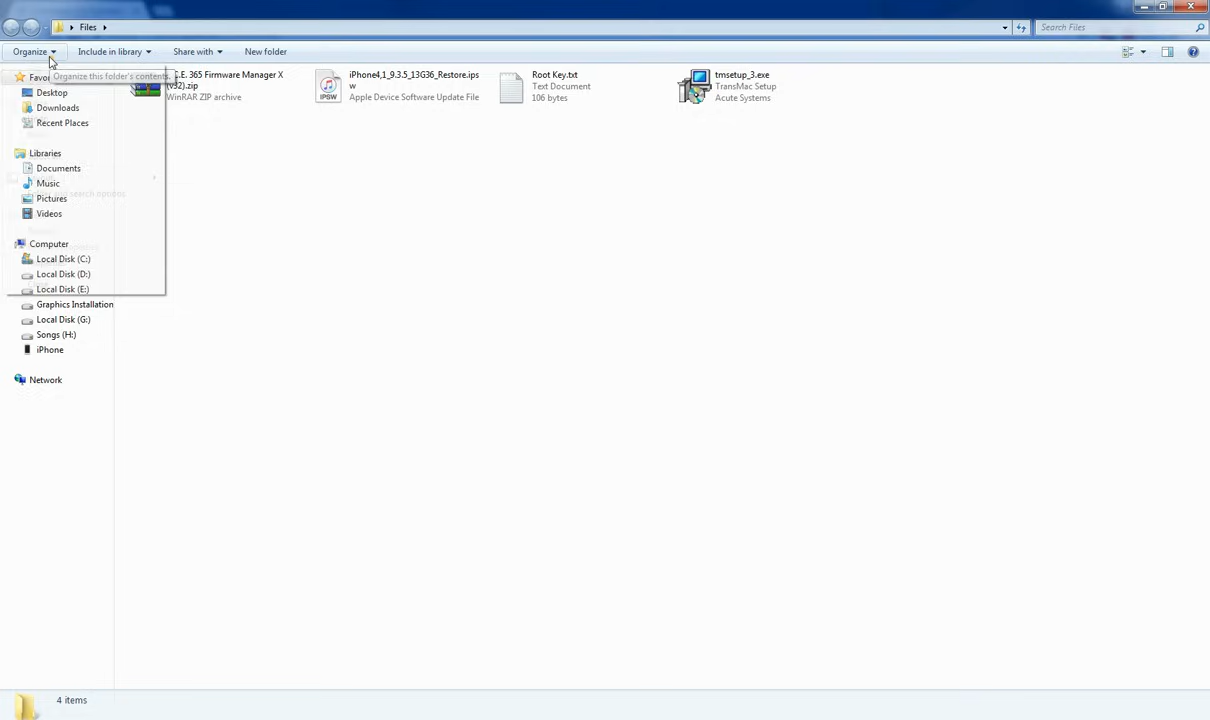 Files
Search Files
Organize
Include in library
Share with
New folder
Organize this folder's contents.
Favor
Desktop
Downloads
Recent Places
Libraries
Documents
Music
Pictures
Videos
Computer
Local Disk (C:)
Local Disk (D:)
Local Disk (E:)
Graphics Installation
Local Disk (G:)
Songs (H:)
iPhone
Network
.C.E. 365 Firmware Manager X
(v32).zip
WinRAR ZIP archive
iPhone4,1_9.3.5_13G36_Restore.ips
w
Apple Device Software Update File
IPSW
Root Key.txt
Text Document
106 bytes
tmsetup_3.exe
TransMac Setup
Acute Systems
4 items